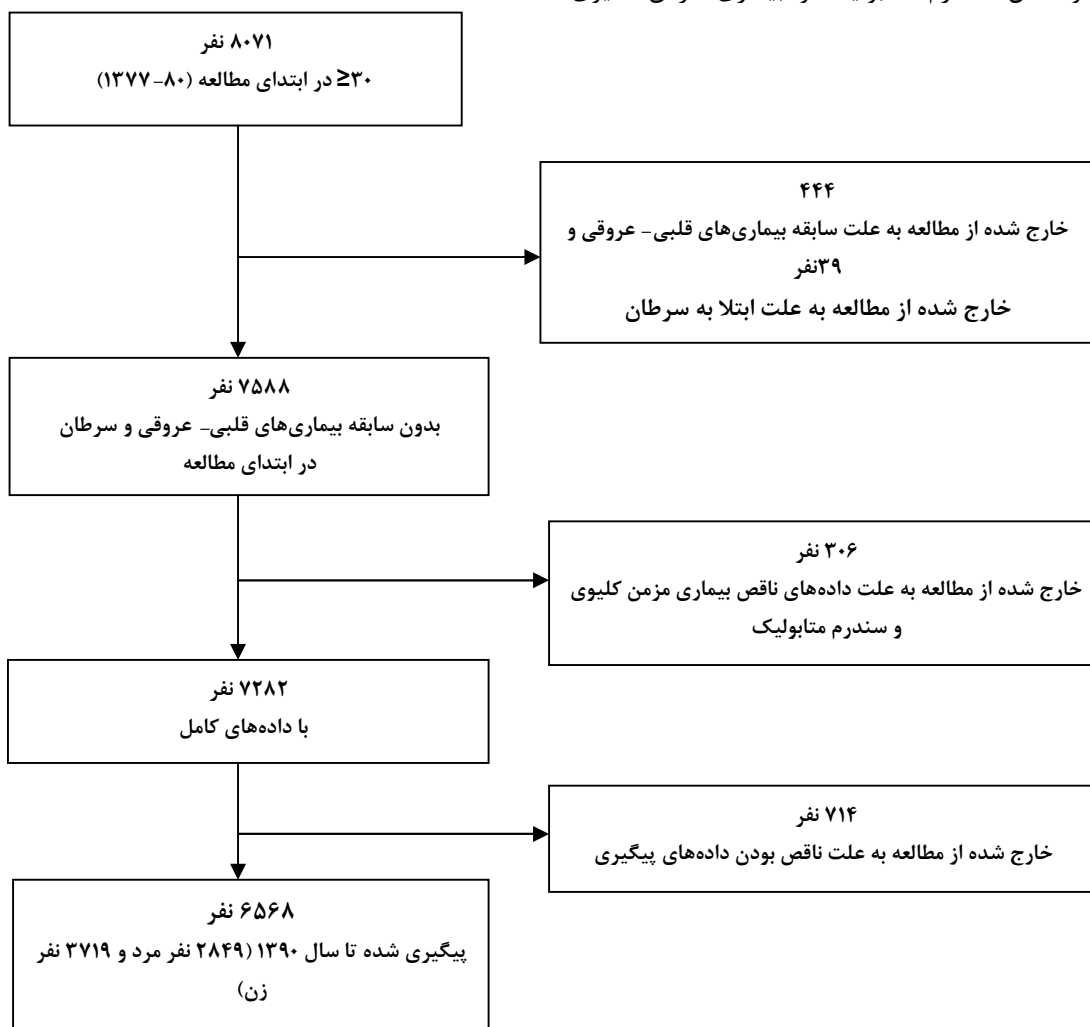 ۸۰۷۱ نفر
≥۳۰ در ابتدای مطالعه (۸۰-۱۳۷۷)
۴۴۴
خارج شده از مطالعه به علت سابقه بیماری‌های قلبی- عروقی و
۳۹نفر
خارج شده از مطالعه به علت ابتلا به سرطان
۷۵۸۸ نفر
بدون سابقه بیماری‌های قلبی- عروقی و سرطان
در ابتدای مطالعه
۳۰۶ نفر
خارج شده از مطالعه به علت داده‌های ناقص بیماری مزمن کلیوی
و سندرم متابولیک
۷۲۸۲ نفر
با داده‌های کامل
۷۱۴ نفر
خارج شده از مطالعه به علت ناقص بودن داده‌های پیگیری
۶۵۶۸ نفر
پیگیری شده تا سال ۱۳۹۰ (۲۸۴۹ نفر مرد و ۳۷۱۹ نفر
زن)